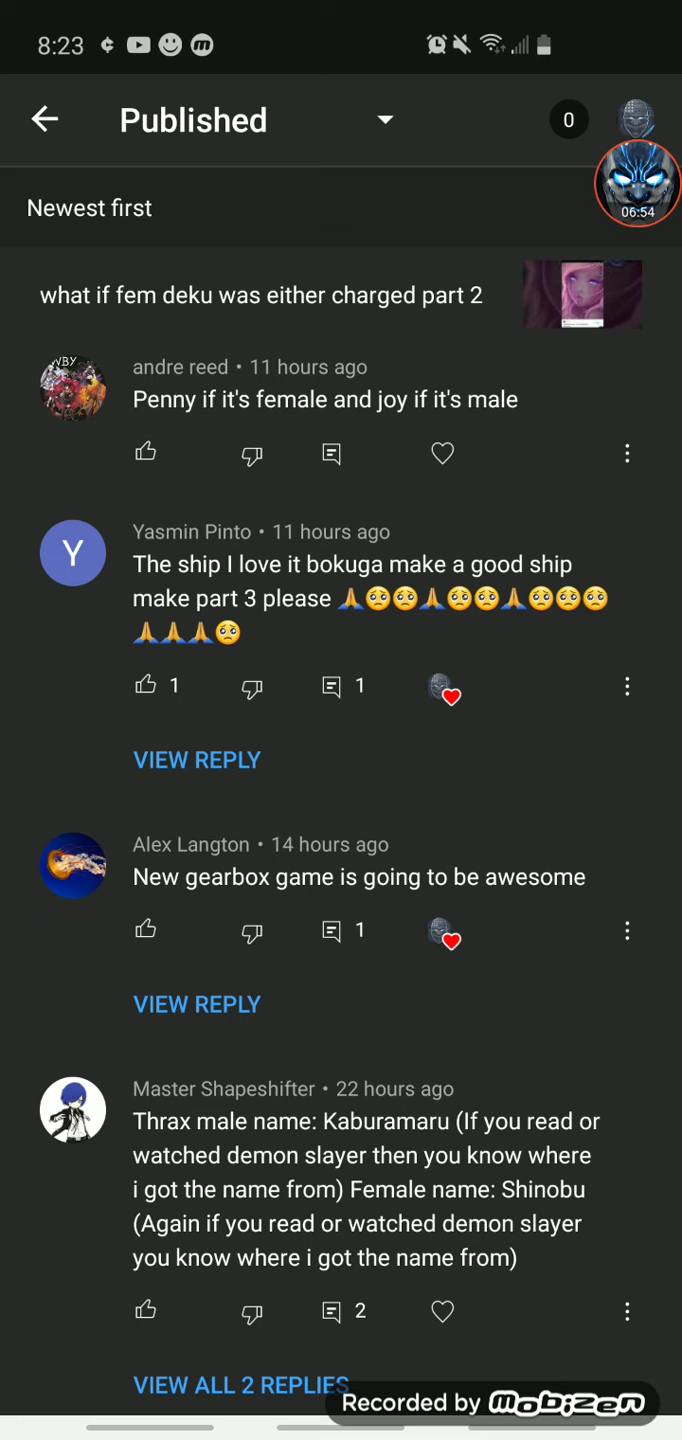 8:23
Published
0
06:54
Newest first
what if fem deku was either charged part 2
andre reed • 11 hours ago
Penny if it's female and joy if it's male
Y
Yasmin Pinto • 11 hours ago
The ship I love it bokuga make a good ship
make part 3 please 🙏🥺🥺🙏🥺🥺🙏🥺🥺🥺
🙏🙏🙏🥺
1
1
VIEW REPLY
Alex Langton • 14 hours ago
New gearbox game is going to be awesome
1
VIEW REPLY
Master Shapeshifter • 22 hours ago
Thrax male name: Kaburamaru (If you read or
watched demon slayer then you know where
i got the name from) Female name: Shinobu
(Again if you read or watched demon slayer
you know where i got the name from)
2
VIEW ALL 2 REPLIES
Recorded by mobizen